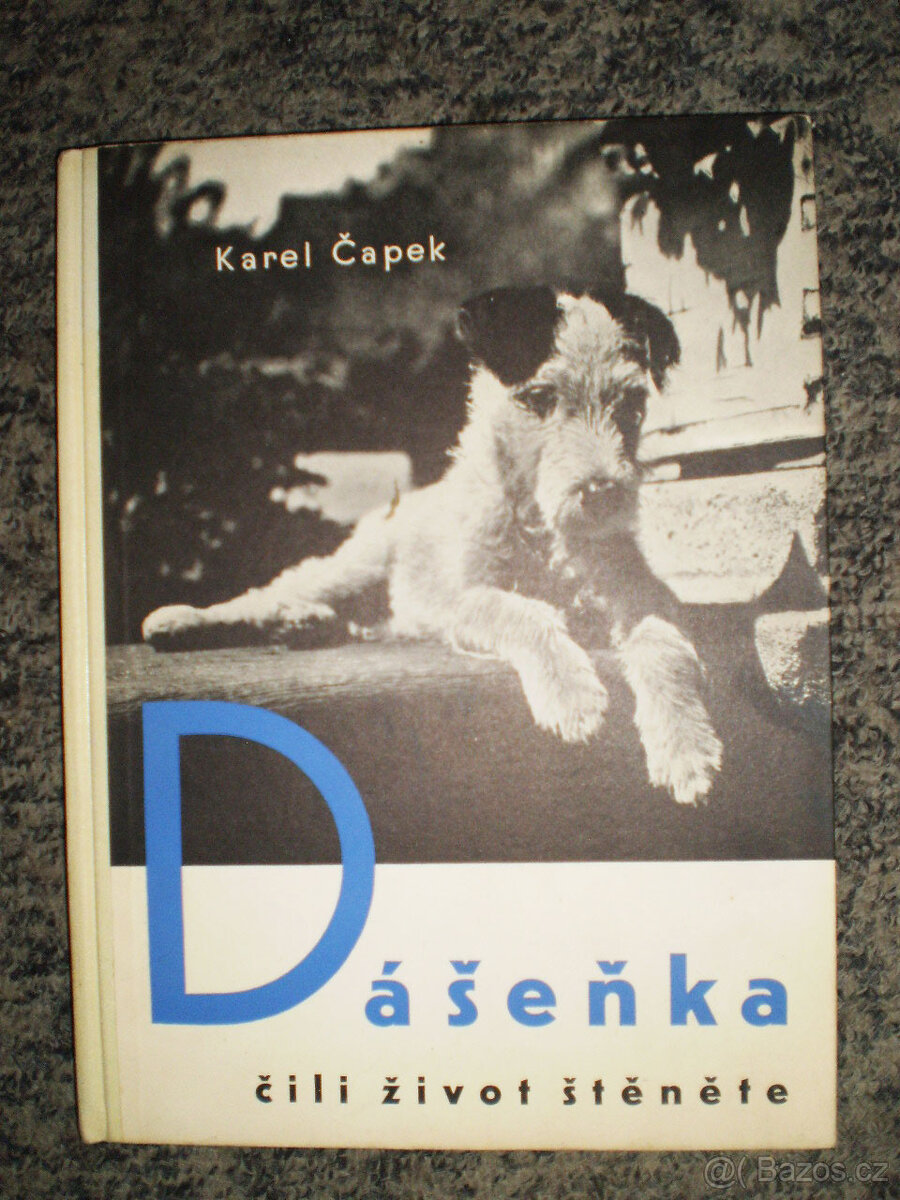 Karel Čapek
Dášeňka
čili život štěněte
@( Bazos.cz